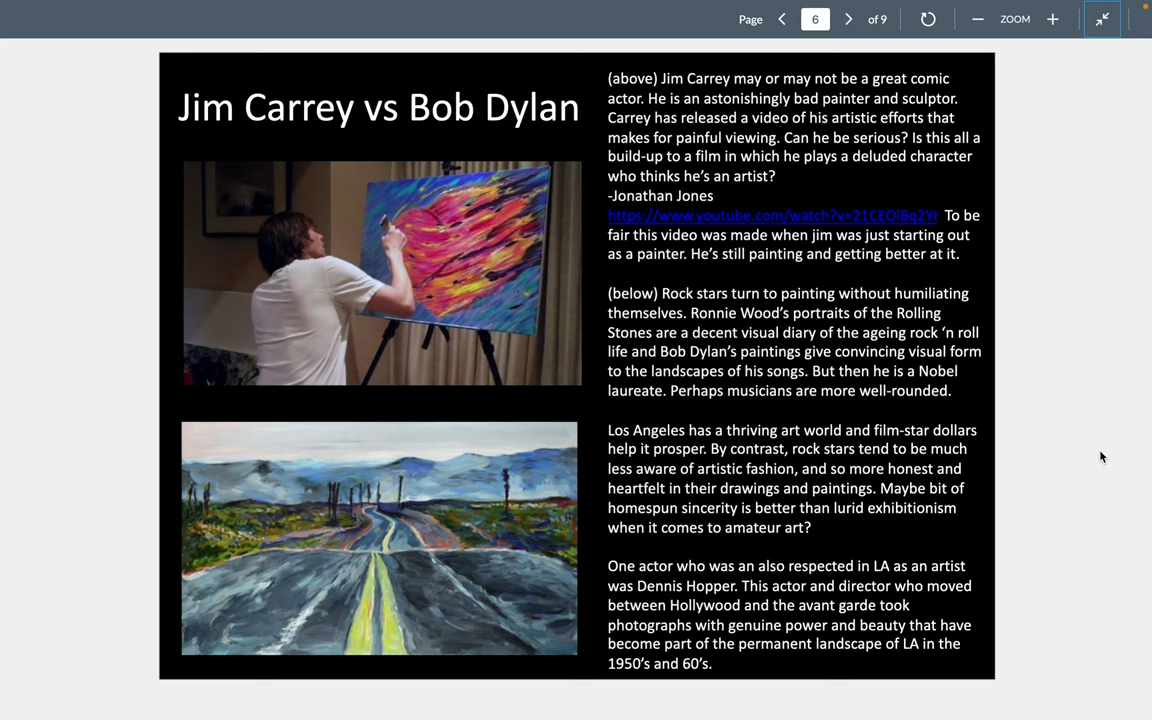 Page 6 of 9 ZOOM
Jim Carrey vs Bob Dylan
(above) Jim Carrey may or may not be a great comic
actor. He is an astonishingly bad painter and sculptor.
Carrey has released a video of his artistic efforts that
makes for painful viewing. Can he be serious? Is this all a
build-up to a film in which he plays a deluded character
who thinks he’s an artist?
-Jonathan Jones
https://www.youtube.com/watch?v=21CEOlBq2YI To be
fair this video was made when jim was just starting out
as a painter. He’s still painting and getting better at it.
(below) Rock stars turn to painting without humiliating
themselves. Ronnie Wood’s portraits of the Rolling
Stones are a decent visual diary of the ageing rock ‘n roll
life and Bob Dylan’s paintings give convincing visual form
to the landscapes of his songs. But then he is a Nobel
laureate. Perhaps musicians are more well-rounded.
Los Angeles has a thriving art world and film-star dollars
help it prosper. By contrast, rock stars tend to be much
less aware of artistic fashion, and so more honest and
heartfelt in their drawings and paintings. Maybe bit of
homespun sincerity is better than lurid exhibitionism
when it comes to amateur art?
One actor who was an also respected in LA as an artist
was Dennis Hopper. This actor and director who moved
between Hollywood and the avant garde took
photographs with genuine power and beauty that have
become part of the permanent landscape of LA in the
1950’s and 60’s.